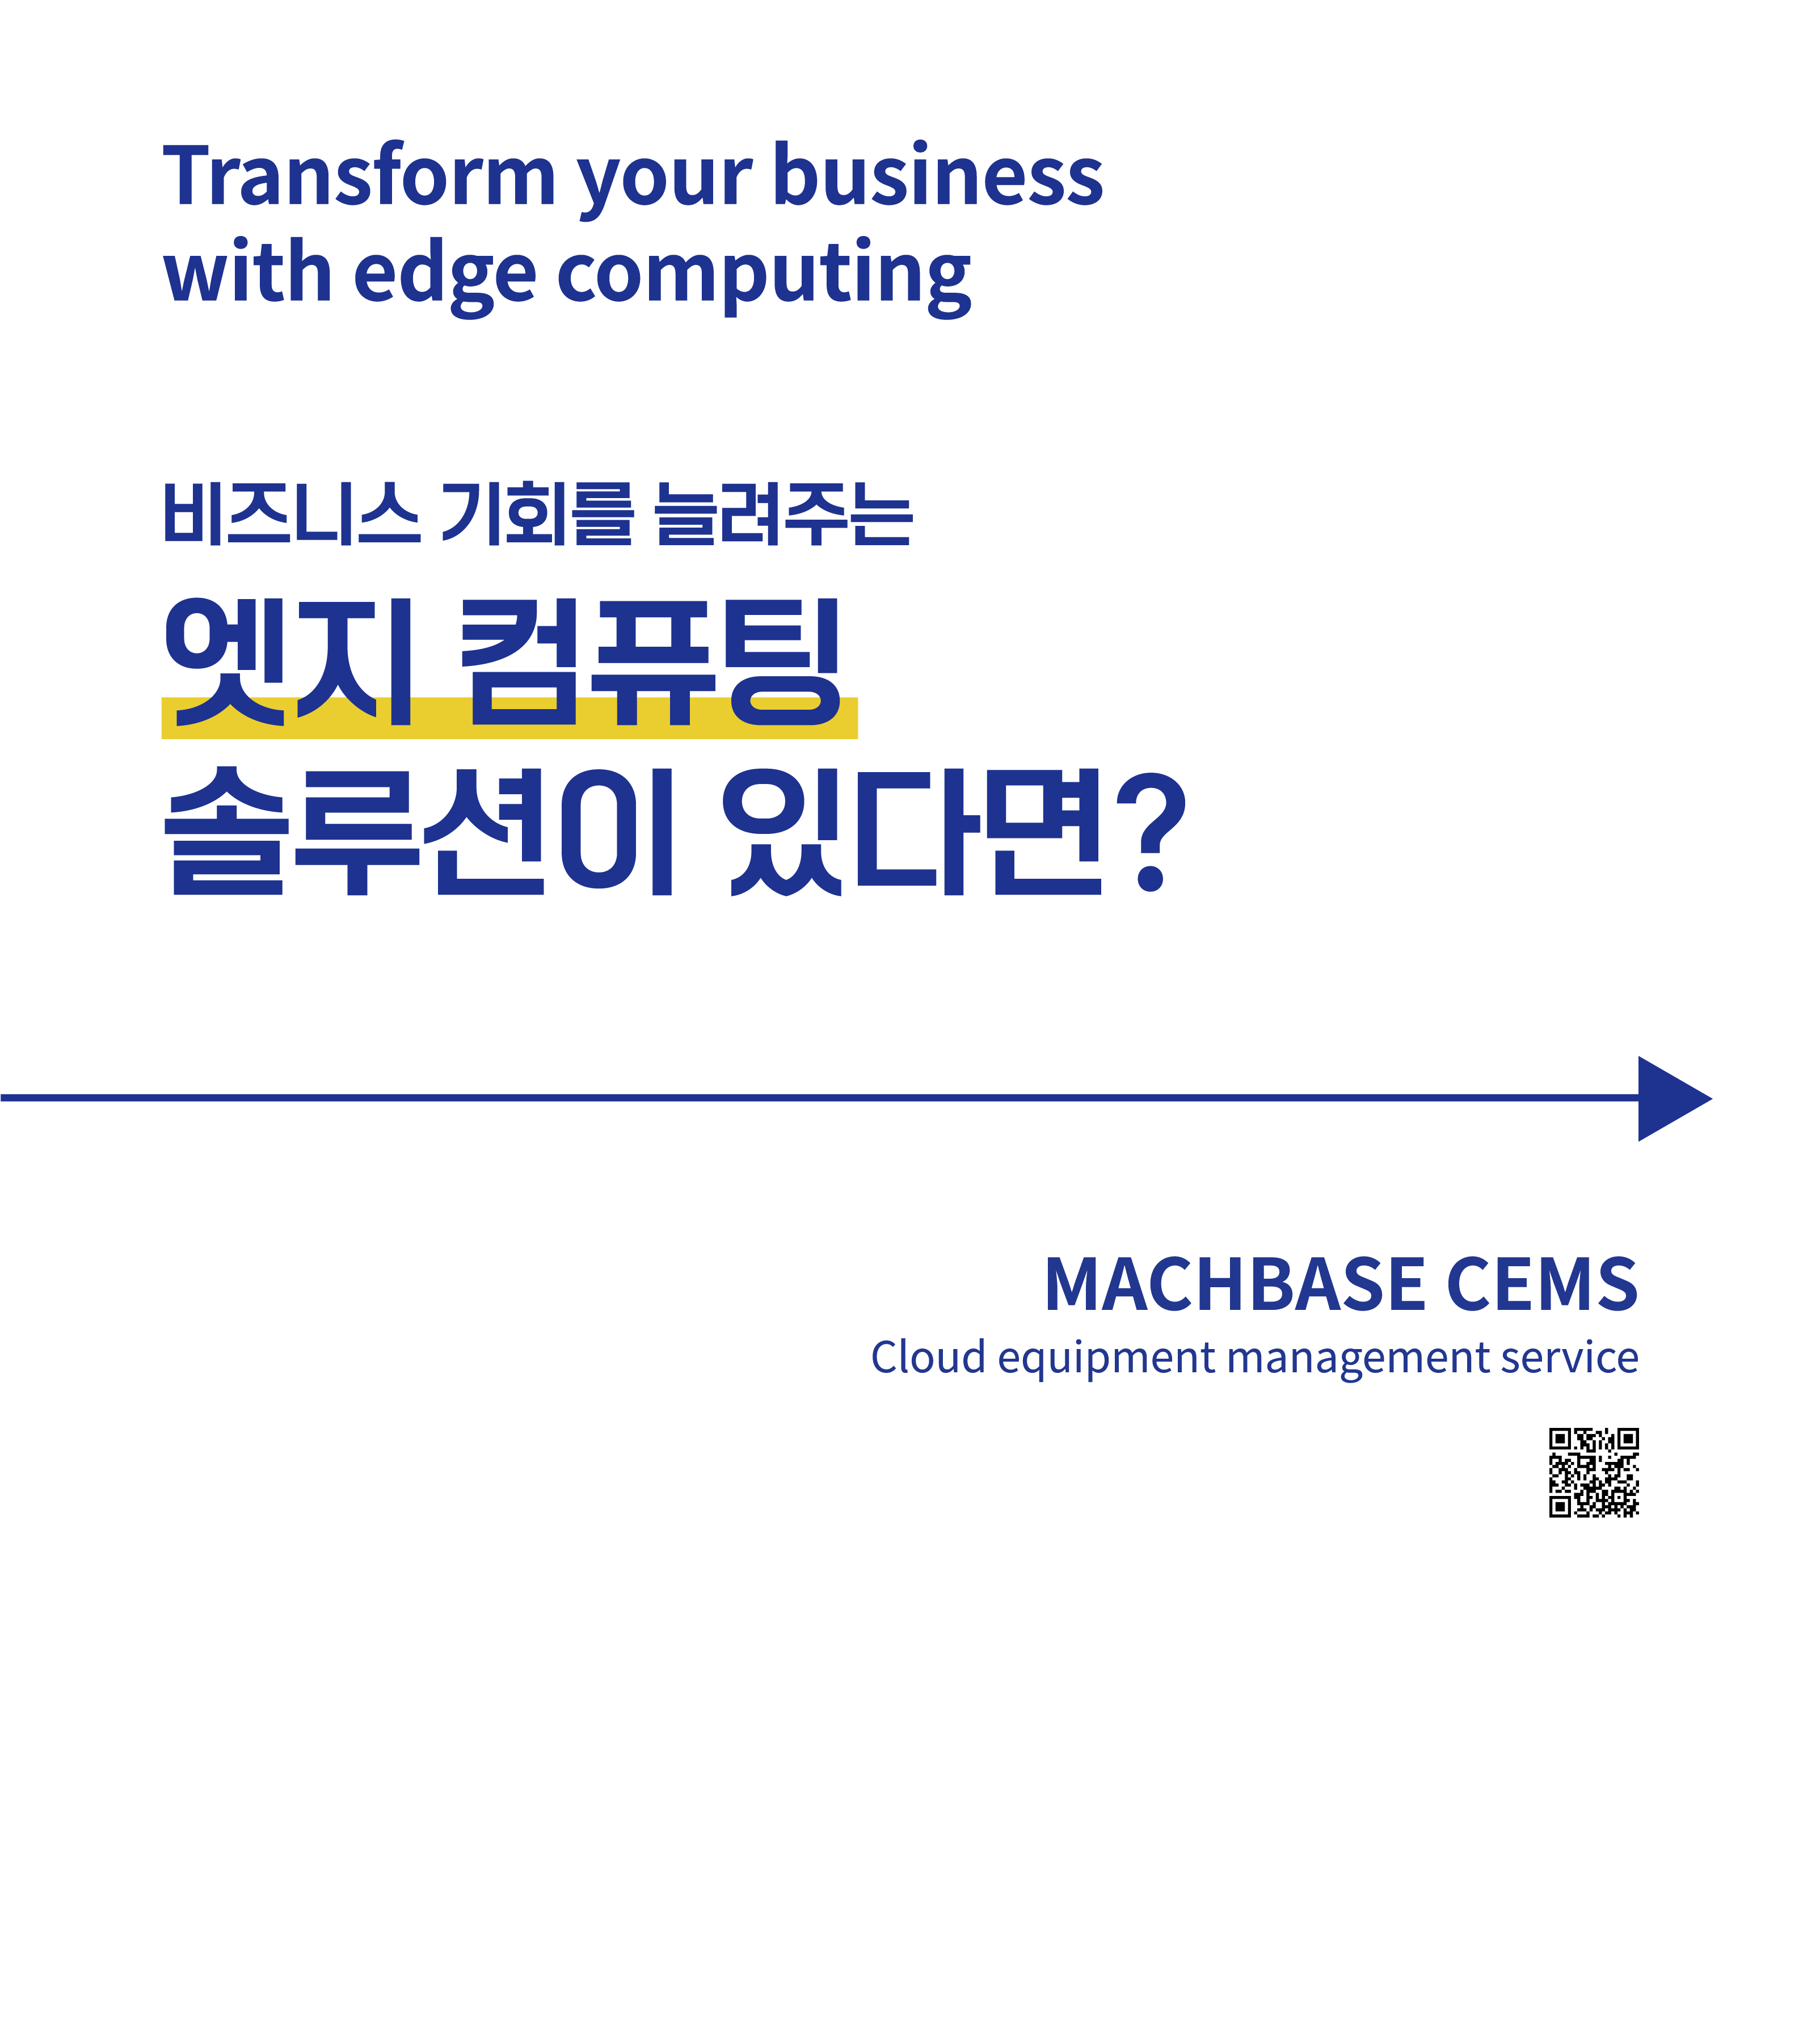 Transform your business
with edge computing
비즈니스 기회를 늘려주는
엣지 컴퓨팅
솔루션이 있다면?
MACHBASE CEMS
Cloud equipment management service